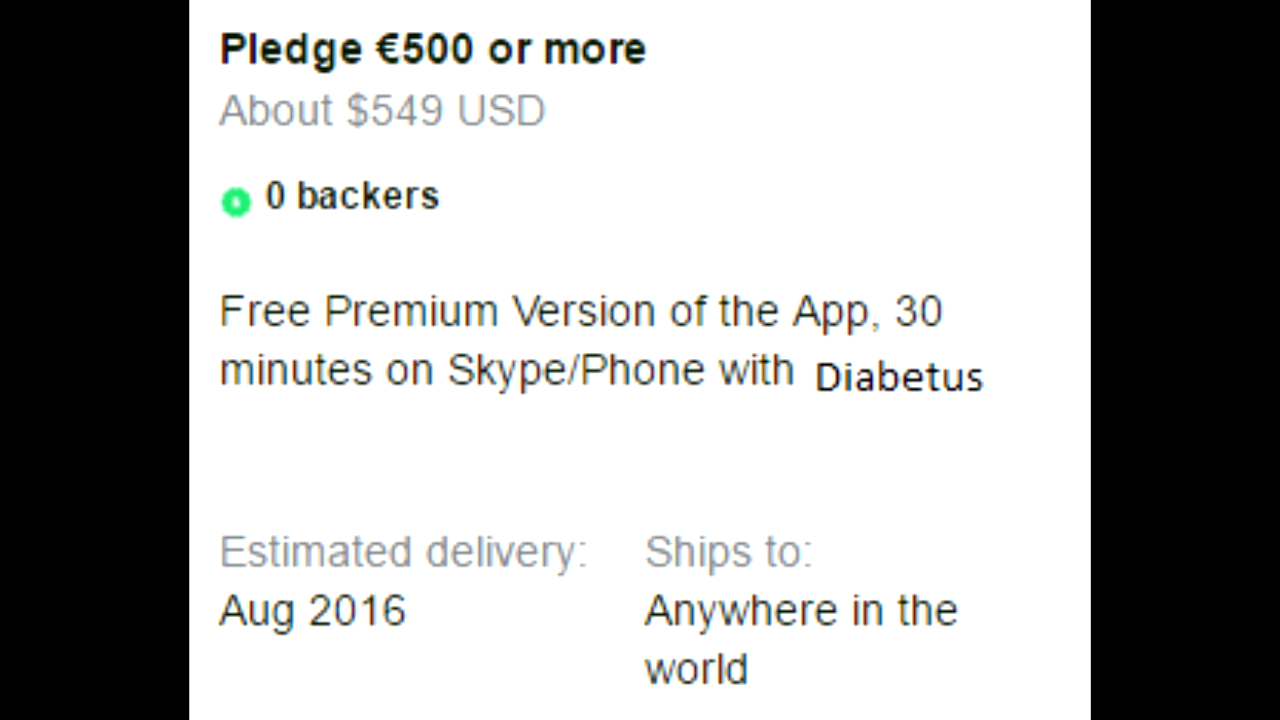 Pledge €500 or more
About $549 USD
0 backers
Free Premium Version of the App, 30
minutes on Skype/Phone with Diabetus
Estimated delivery: Ships to:
Aug 2016 Anywhere in the
world